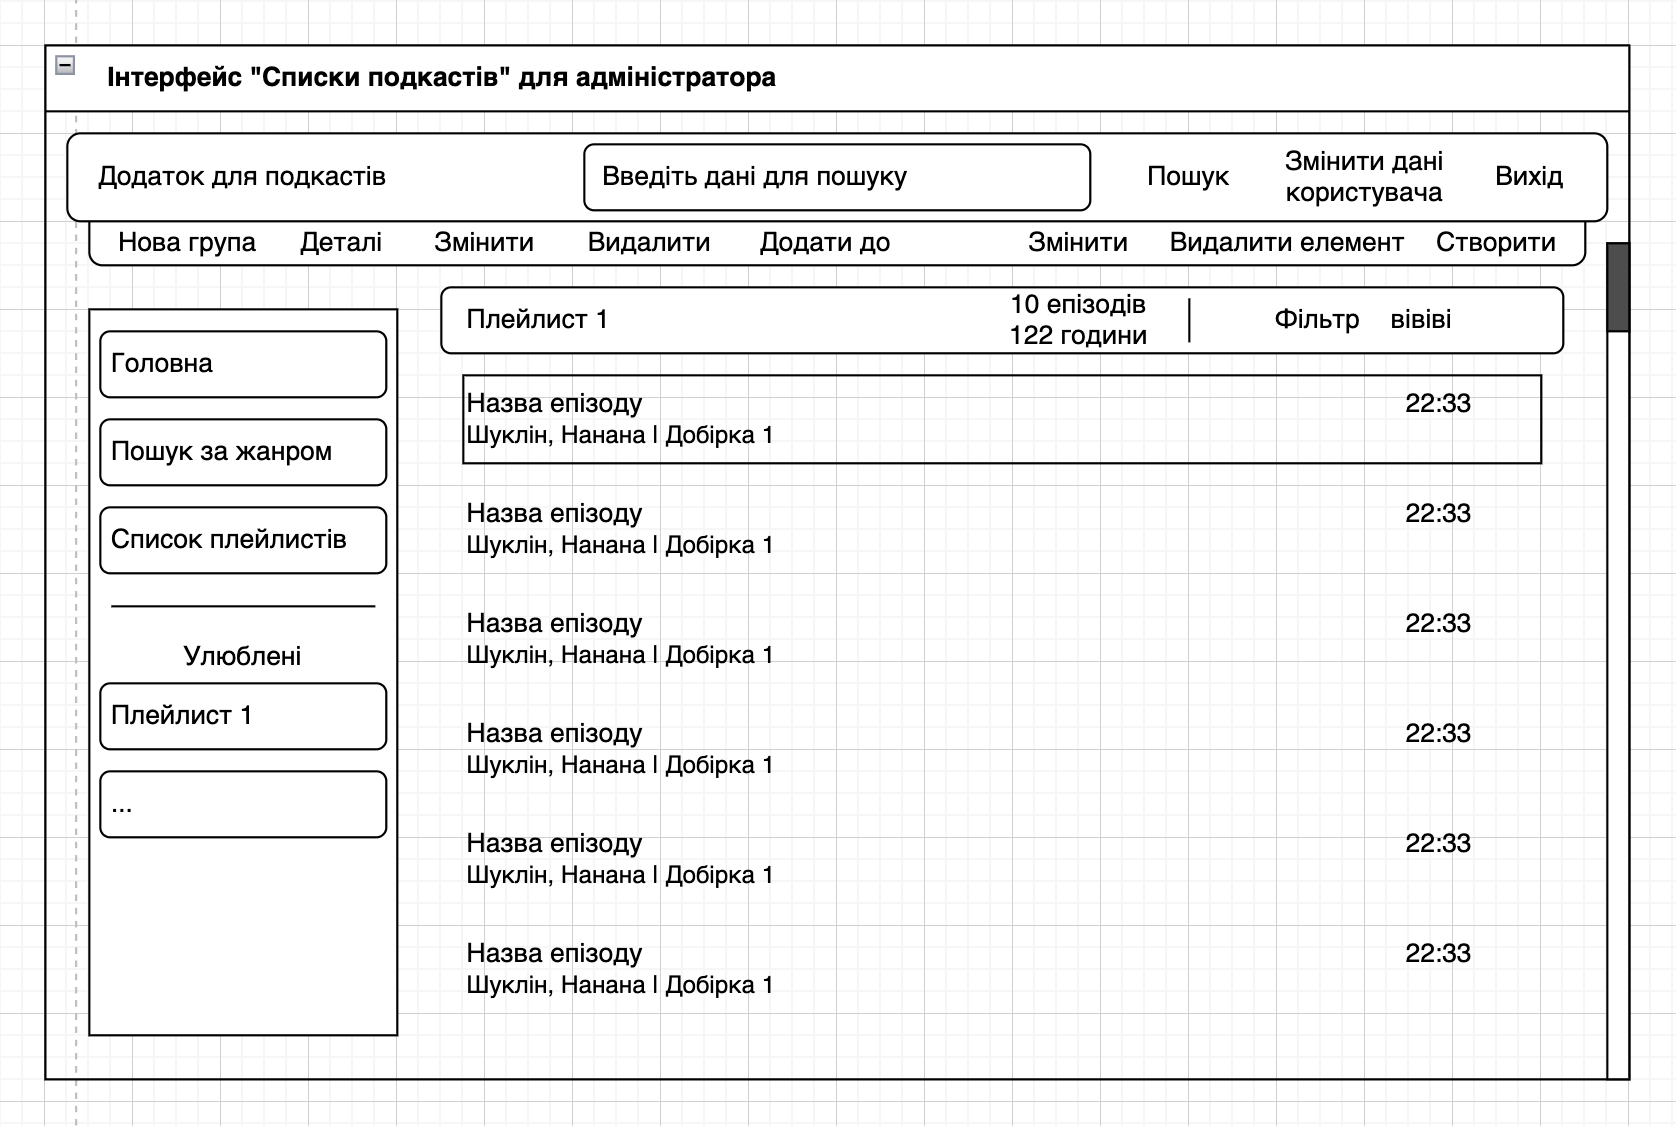 Інтерфейс "Списки подкастів" для адміністратора
Додаток для подкастів
Введіть дані для пошуку
Пошук
Змінити дані
користувача
Вихід
Нова група Деталі Змінити Видалити Додати до Змінити Видалити елемент Створити
Головна
Пошук за жанром
Список плейлистів
Улюблені
Плейлист 1
...
Плейлист 1
10 епізодів
122 години
Фільтр вівіві
Назва епізоду 22:33
Шуклін, Нанана | Добірка 1
Назва епізоду 22:33
Шуклін, Нанана | Добірка 1
Назва епізоду 22:33
Шуклін, Нанана | Добірка 1
Назва епізоду 22:33
Шуклін, Нанана | Добірка 1
Назва епізоду 22:33
Шуклін, Нанана | Добірка 1
Назва епізоду 22:33
Шуклін, Нанана | Добірка 1